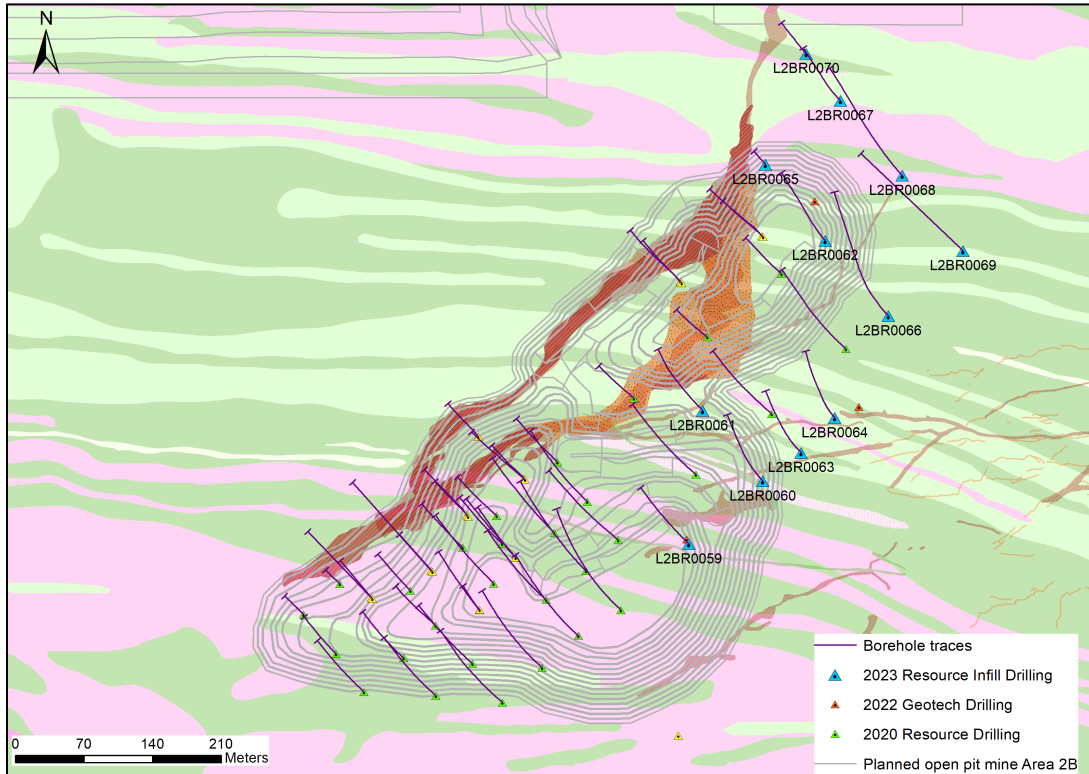 N
L2BR0070
L2BR0067
L2BR0065
L2BR0068
L2BR0062
L2BR0069
L2BR0066
L2BR0061
L2BR0064
L2BR0063
L2BR0060
L2BR0059
Borehole traces
2023 Resource Infill Drilling
2022 Geotech Drilling
2020 Resource Drilling
Planned open pit mine Area 2B
0 70 140 210
Meters